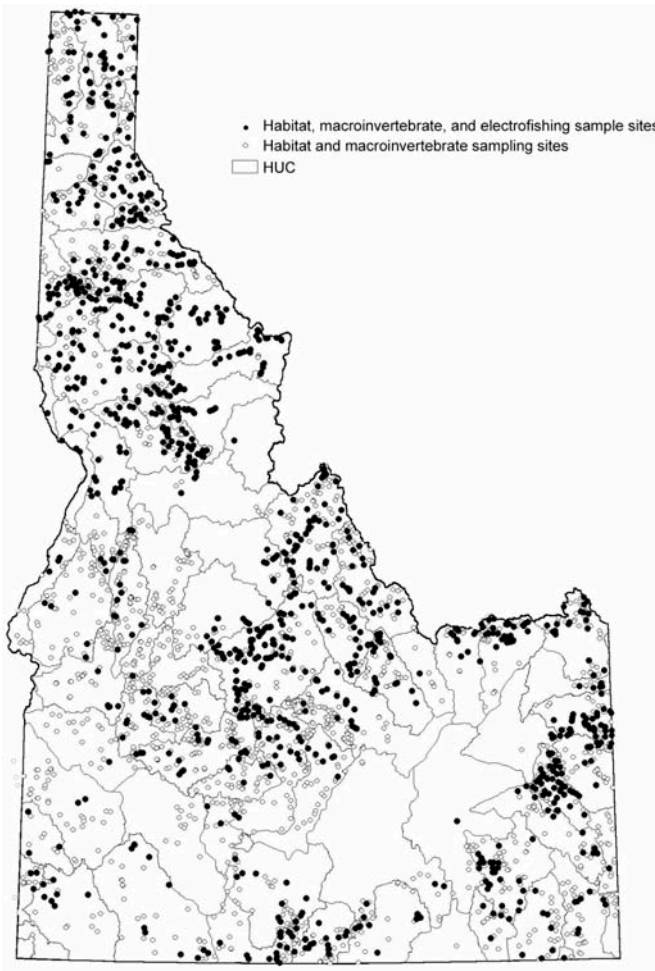 Habitat, macroinvertebrate, and electrofishing sample sites
Habitat and macroinvertebrate sampling sites
HUC